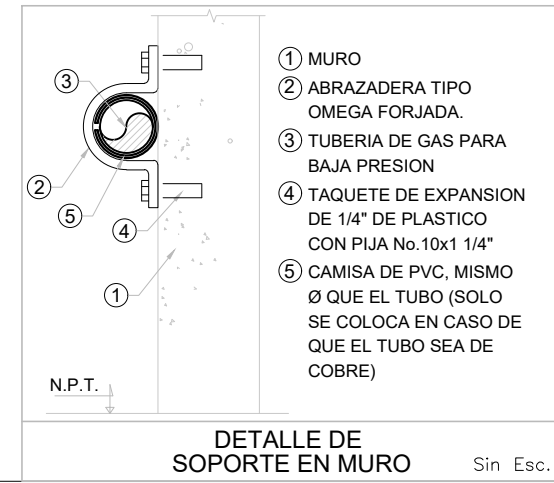 ① MURO
② ABRAZADERA TIPO
OMEGA FORJADA.
③ TUBERIA DE GAS PARA
BAJA PRESION
④ TAQUETE DE EXPANSION
DE 1/4" DE PLASTICO
CON PIJA No.10x1 1/4"
⑤ CAMISA DE PVC, MISMO
Ø QUE EL TUBO (SOLO
SE COLOCA EN CASO DE
QUE EL TUBO SEA DE
COBRE)
③
②
⑤
④
①
N.P.T.
DETALLE DE
SOPORTE EN MURO
Sin Esc.